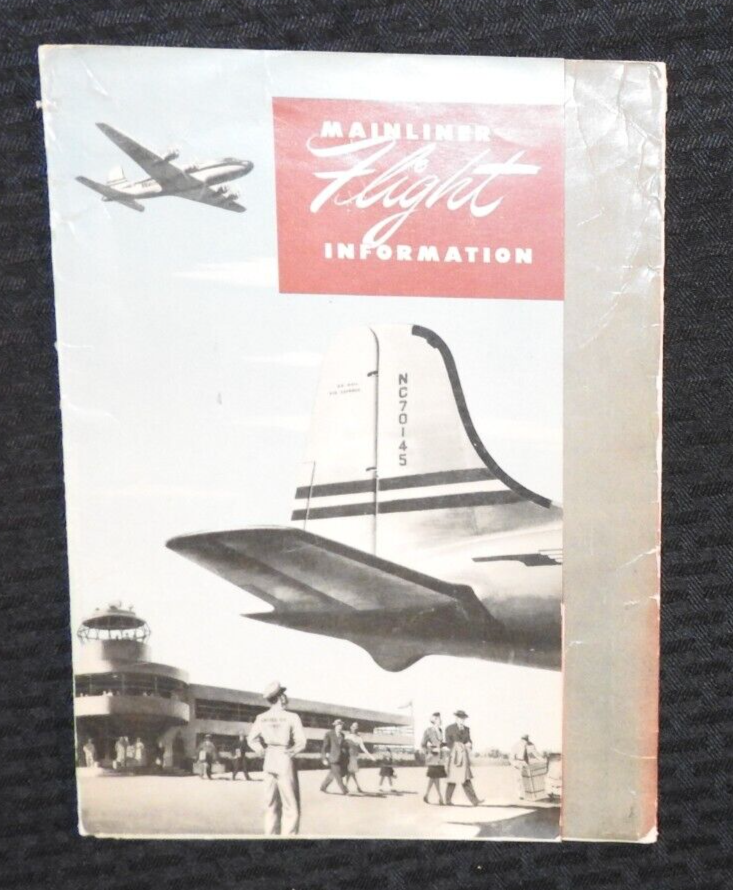 MAINLINER
Flight
INFORMATION
NC70145